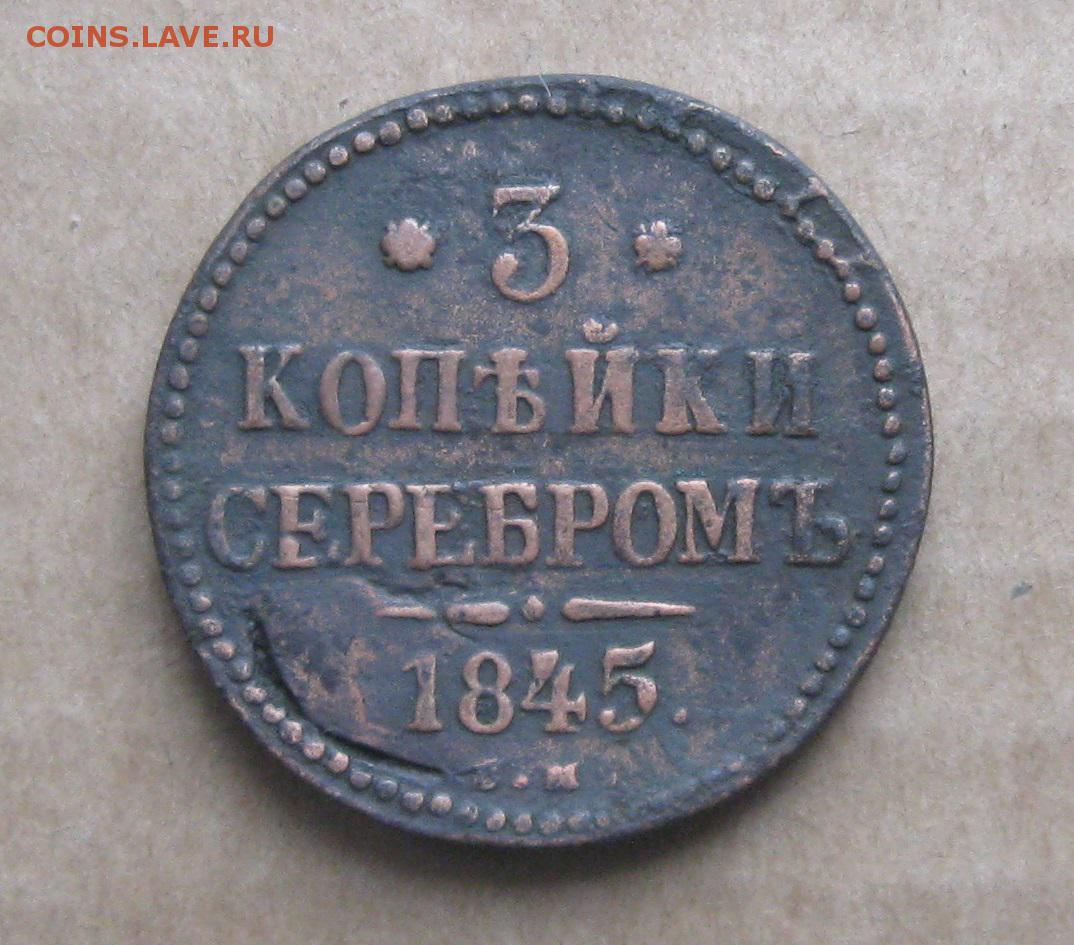 COINS.LAVE.RU
3
КОПѢЙКИ
СЕРЕБРОМЪ
1845.
.М